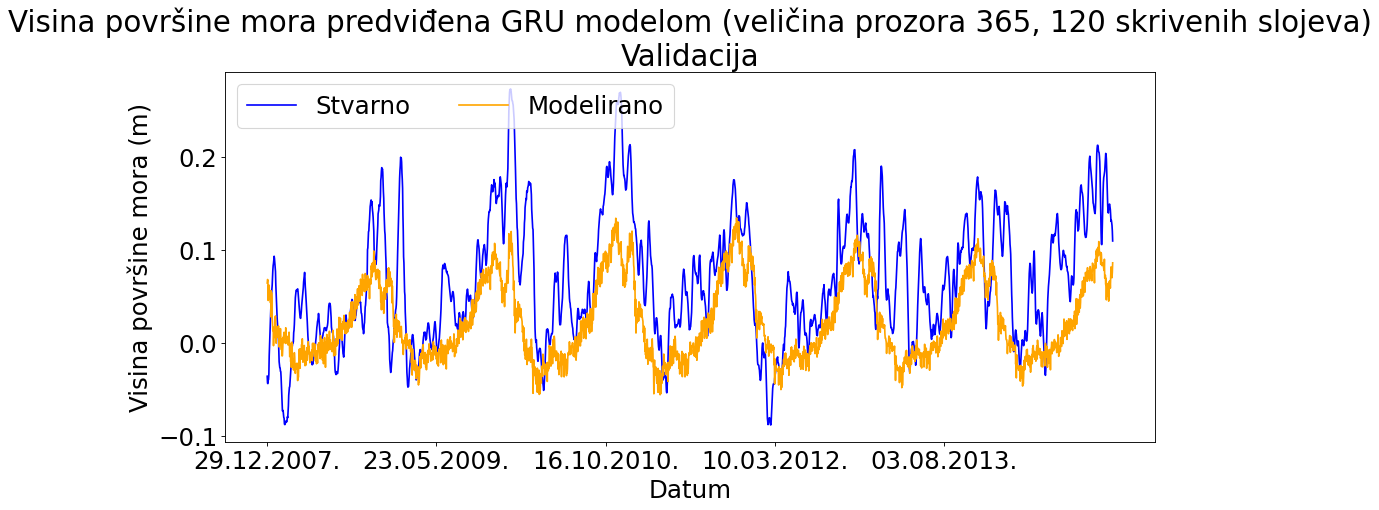 Visina površine mora predviđena GRU modelom (veličina prozora 365, 120 skrivenih slojeva)
Validacija
Stvarno Modelirano
Visina površine mora (m)
0.2
0.1
0.0
−0.1
29.12.2007. 23.05.2009. 16.10.2010. 10.03.2012. 03.08.2013.
Datum